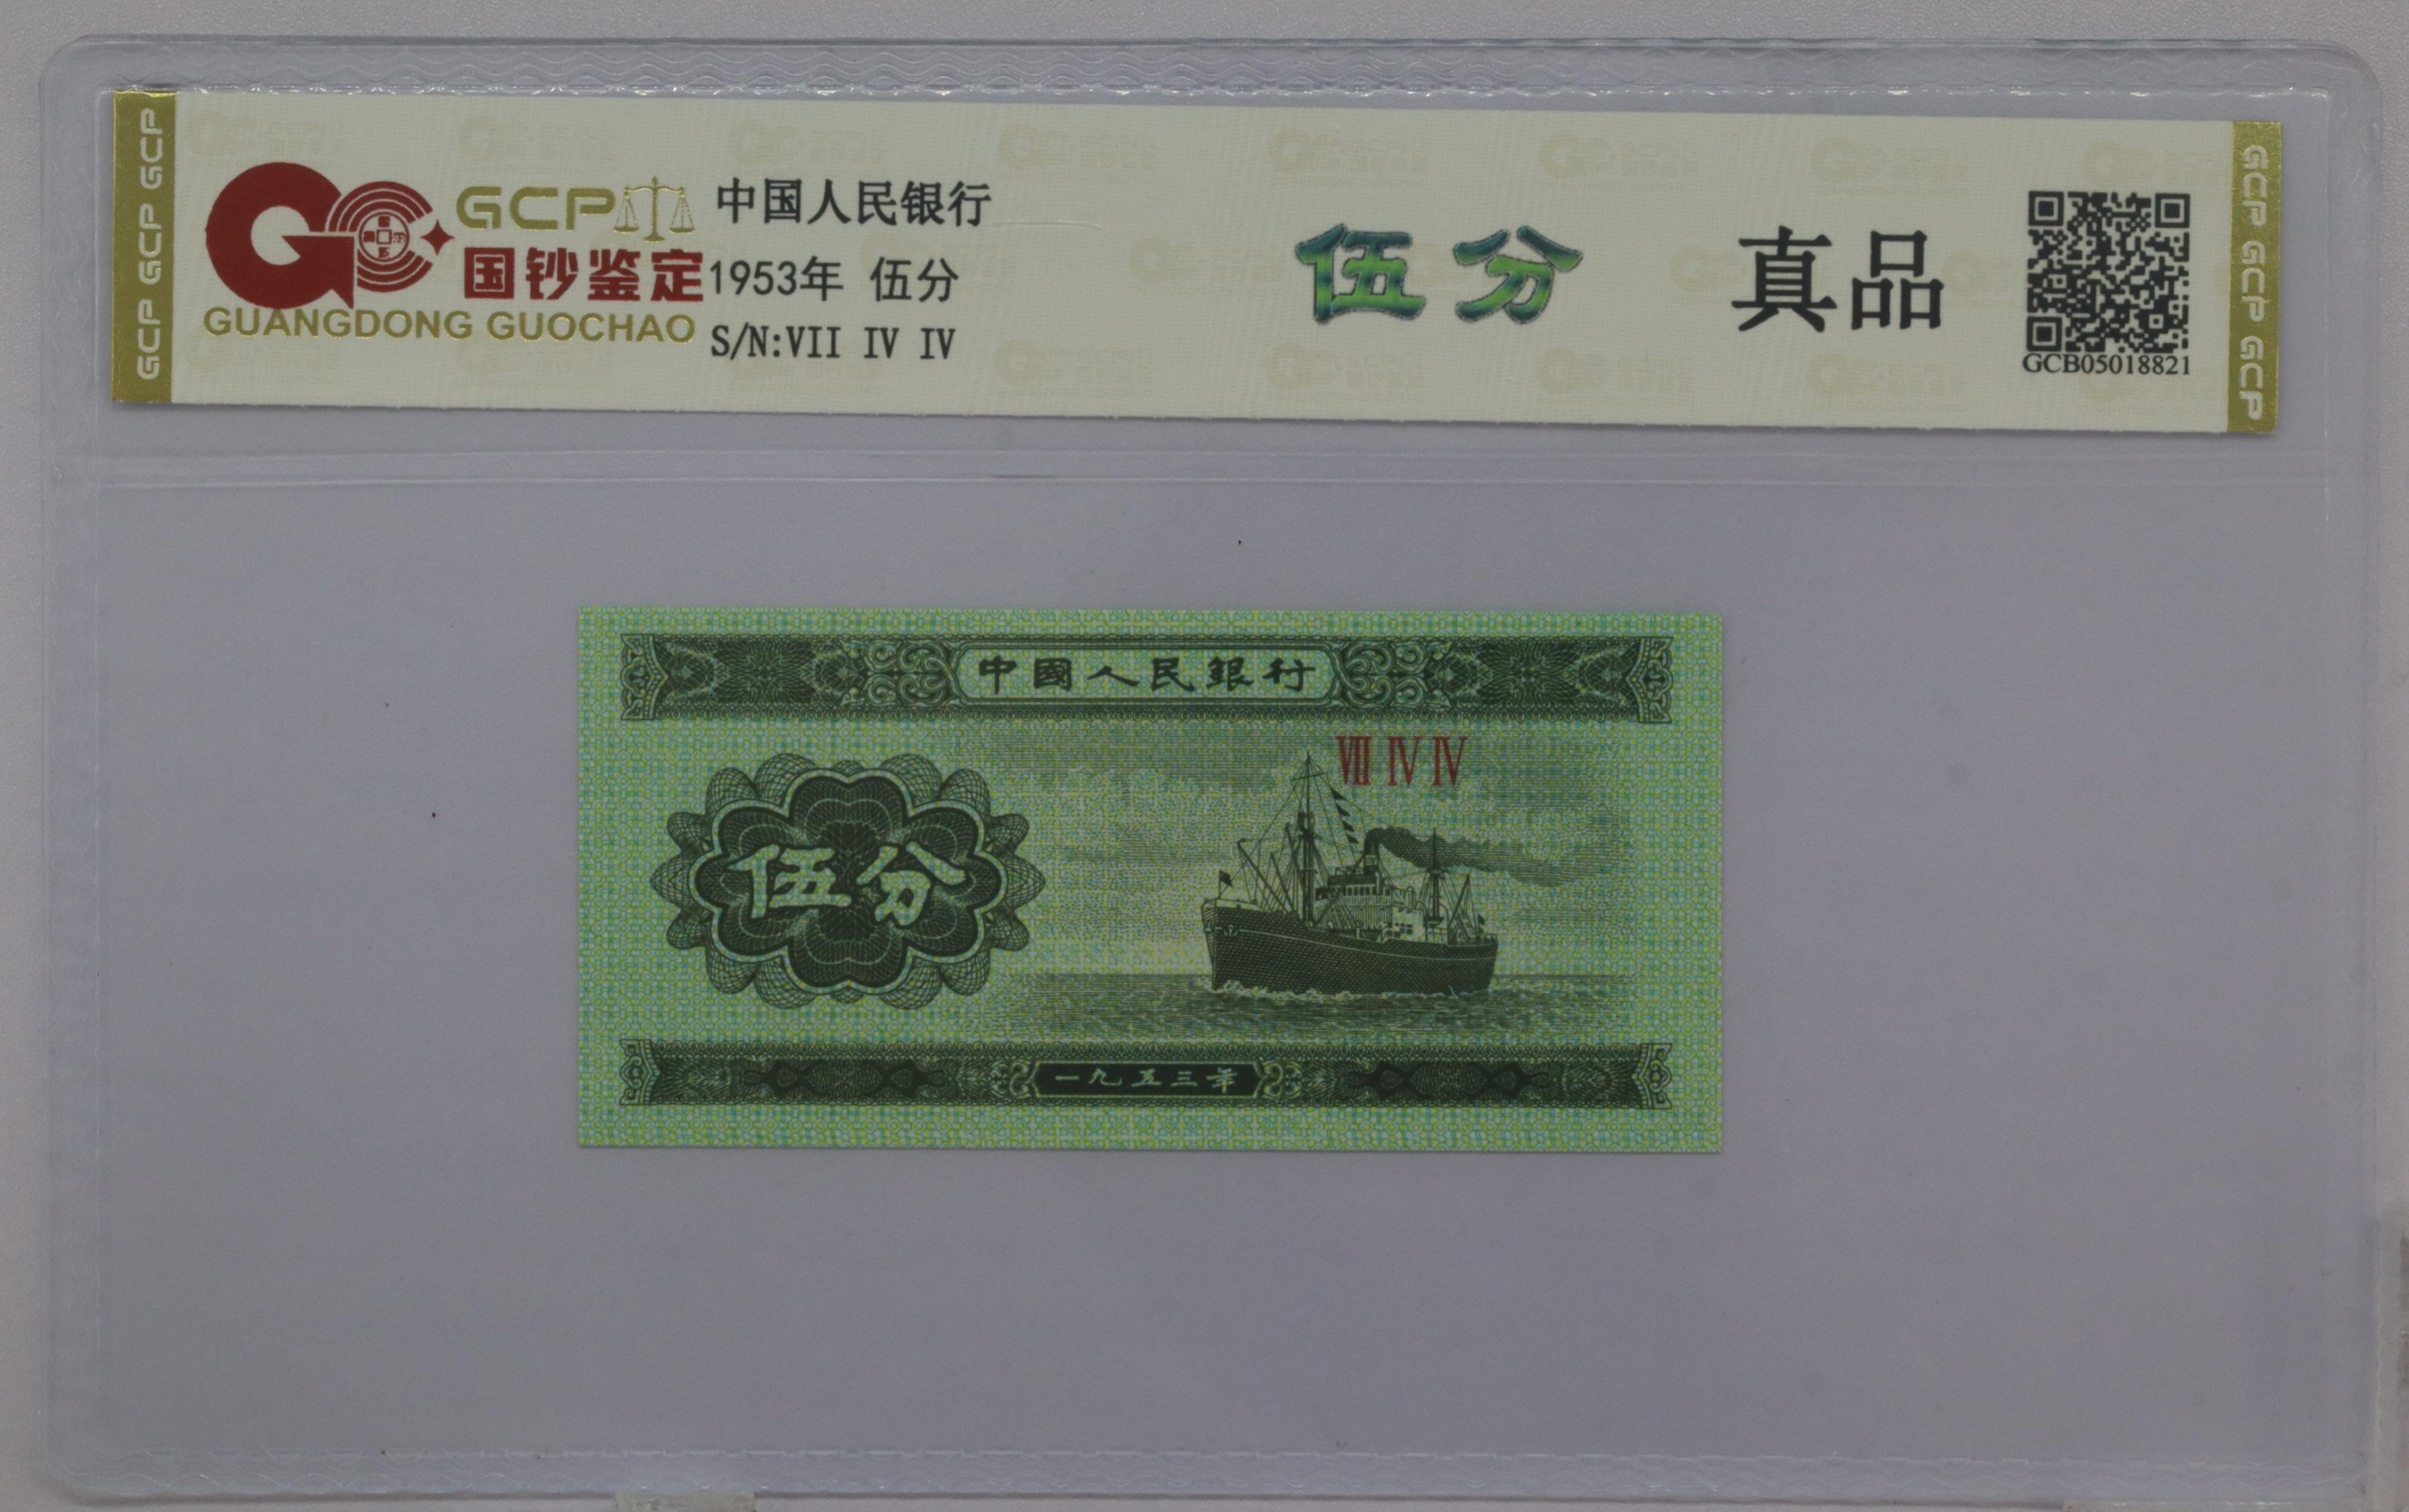 GCP GCP GCP
GCP
国钞鉴定
GUANGDONG GUOCHAO
中国人民银行
1953年 伍分
S/N:VII IV IV
伍分
真品
GCB05018821
GCP GCP GCP
中國人民銀行
VII IV IV
伍分
一九五三年